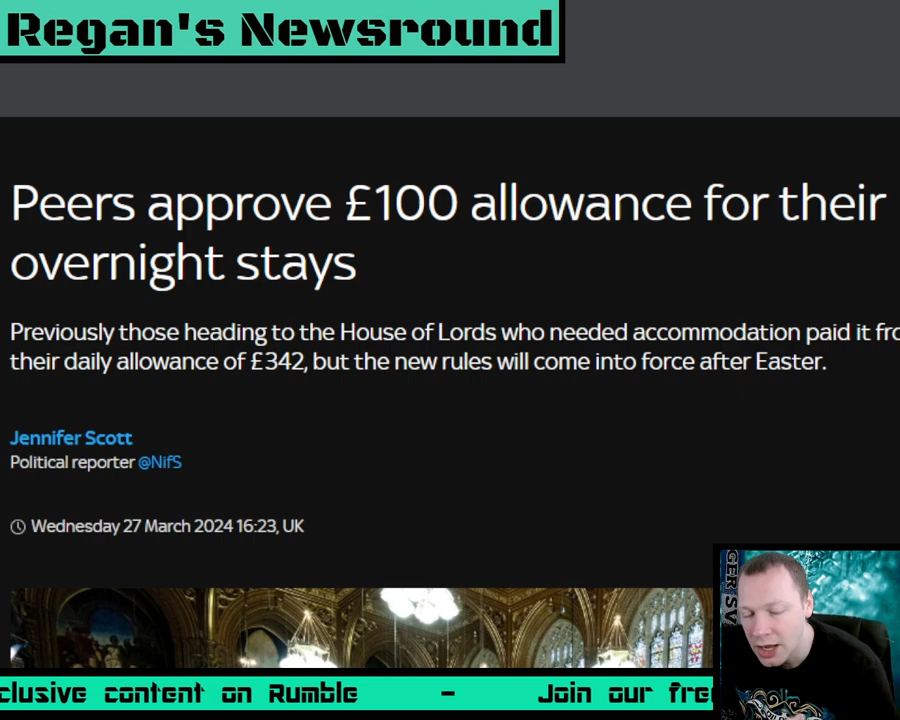 Regan's Newsround
Peers approve £100 allowance for their
overnight stays
Previously those heading to the House of Lords who needed accommodation paid it fro
their daily allowance of £342, but the new rules will come into force after Easter.
Jennifer Scott
Political reporter @NifS
Wednesday 27 March 2024 16:23, UK
GER SV
clusive content on Rumble - Join our fre